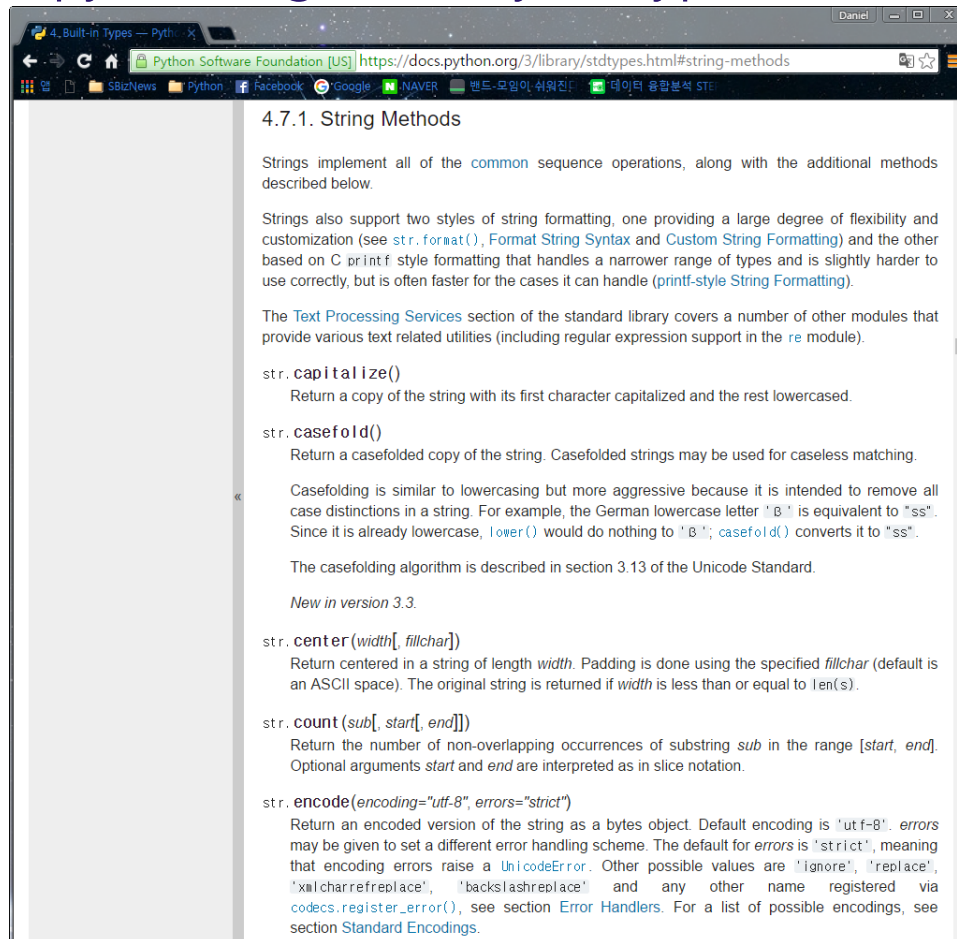 Daniel
4. Built-in Types — Pytho
Python Software Foundation [US] https://docs.python.org/3/library/stdtypes.html#string-methods
앱 SBizNews Python Facebook Google NAVER 밴드-모임이 쉬워진다 데이터 융합분석 STE
4.7.1. String Methods
Strings implement all of the common sequence operations, along with the additional methods
described below.
Strings also support two styles of string formatting, one providing a large degree of flexibility and
customization (see str.format(), Format String Syntax and Custom String Formatting) and the other
based on C printf style formatting that handles a narrower range of types and is slightly harder to
use correctly, but is often faster for the cases it can handle (printf-style String Formatting).
The Text Processing Services section of the standard library covers a number of other modules that
provide various text related utilities (including regular expression support in the re module).
str.capitalize()
Return a copy of the string with its first character capitalized and the rest lowercased.
str.casefold()
Return a casefolded copy of the string. Casefolded strings may be used for caseless matching.
Casefolding is similar to lowercasing but more aggressive because it is intended to remove all
case distinctions in a string. For example, the German lowercase letter 'ß' is equivalent to "ss".
Since it is already lowercase, lower() would do nothing to 'ß'; casefold() converts it to "ss".
«
The casefolding algorithm is described in section 3.13 of the Unicode Standard.
New in version 3.3.
str.center(width[, fillchar])
Return centered in a string of length width. Padding is done using the specified fillchar (default is
an ASCII space). The original string is returned if width is less than or equal to len(s).
str.count(sub[, start[, end]])
Return the number of non-overlapping occurrences of substring sub in the range [start, end].
Optional arguments start and end are interpreted as in slice notation.
str.encode(encoding="utf-8", errors="strict")
Return an encoded version of the string as a bytes object. Default encoding is 'utf-8'. errors
may be given to set a different error handling scheme. The default for errors is 'strict', meaning
that encoding errors raise a UnicodeError. Other possible values are 'ignore', 'replace',
'xmlcharrefreplace', 'backslashreplace' and any other name registered via
codecs.register_error(), see section Error Handlers. For a list of possible encodings, see
section Standard Encodings.